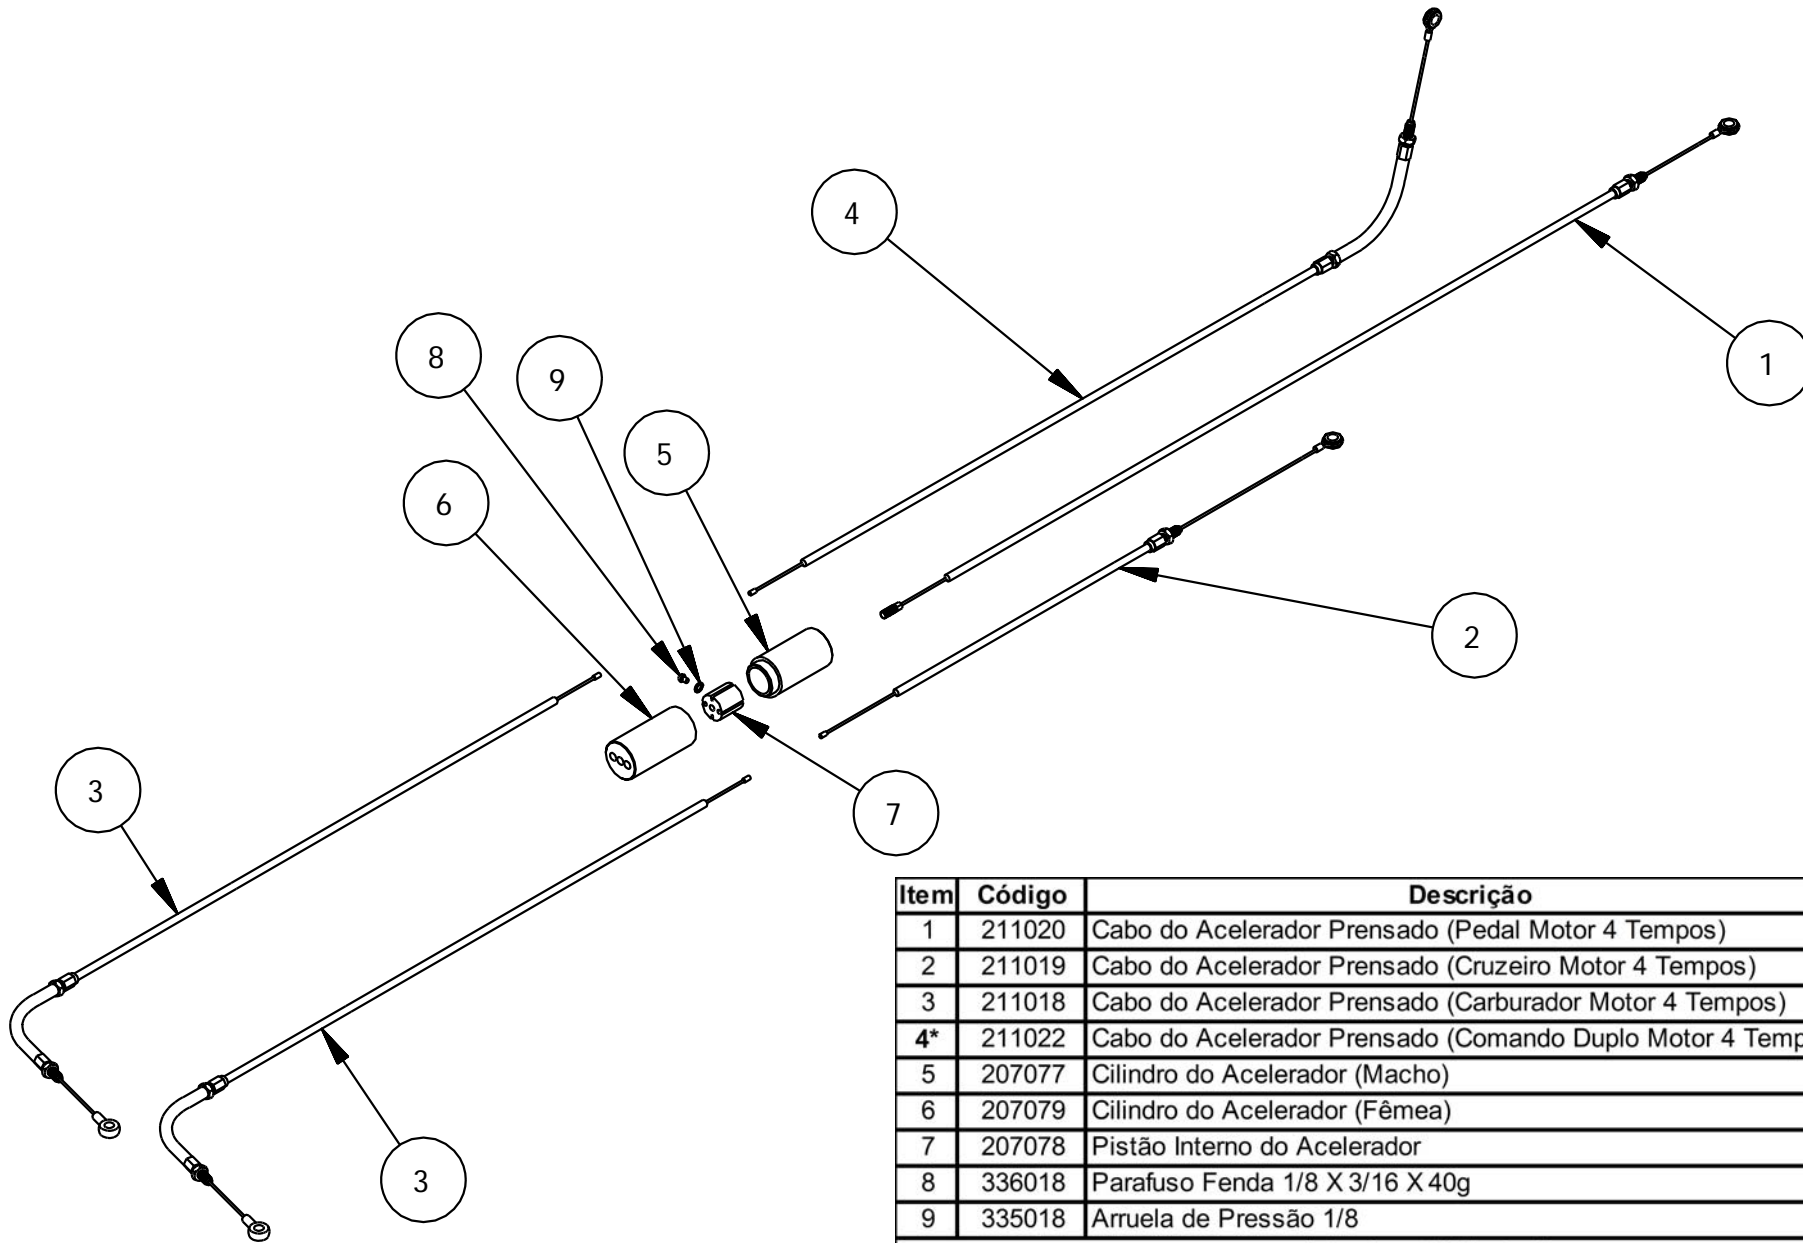 4
1
8
9
5
6
2
3
7
3
Item Código Descrição
1 211020 Cabo do Acelerador Prensado (Pedal Motor 4 Tempos)
2 211019 Cabo do Acelerador Prensado (Cruzeiro Motor 4 Tempos)
3 211018 Cabo do Acelerador Prensado (Carburador Motor 4 Tempos)
4* 211022 Cabo do Acelerador Prensado (Comando Duplo Motor 4 Temp
5 207077 Cilindro do Acelerador (Macho)
6 207079 Cilindro do Acelerador (Fêmea)
7 207078 Pistão Interno do Acelerador
8 336018 Parafuso Fenda 1/8 X 3/16 X 40g
9 335018 Arruela de Pressão 1/8